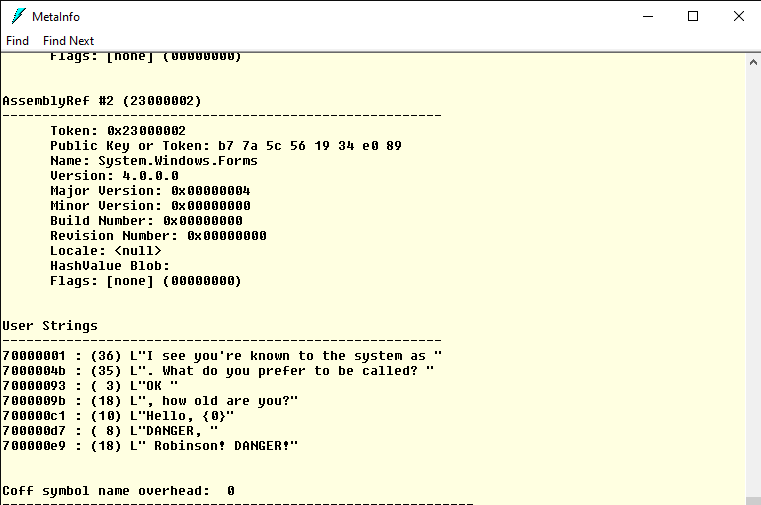 MetaInfo
Find Find Next
Flags: [none] (00000000)
AssemblyRef #2 (23000002)
-------------------------------------------------------
Token: 0x23000002
Public Key or Token: b7 7a 5c 56 19 34 e0 89
Name: System.Windows.Forms
Version: 4.0.0.0
Major Version: 0x00000004
Minor Version: 0x00000000
Build Number: 0x00000000
Revision Number: 0x00000000
Locale: <null>
HashValue Blob:
Flags: [none] (00000000)
User Strings
-------------------------------------------------------
70000001 : (36) L"I see you're known to the system as "
7000004b : (35) L". What do you prefer to be called? "
70000093 : ( 3) L"OK "
7000009b : (18) L", how old are you?"
700000c1 : (10) L"Hello, {0}"
700000d7 : ( 8) L"DANGER, "
700000e9 : (18) L" Robinson! DANGER!"
Coff symbol name overhead:  0
-----------------------------------------------------------